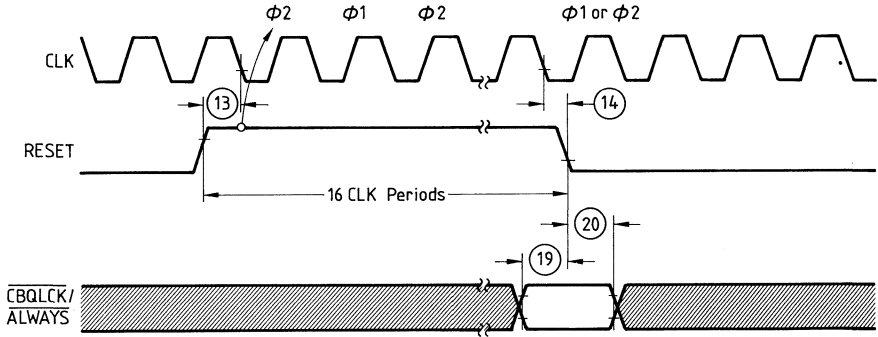 Φ2 Φ1 Φ2 Φ1 or Φ2
CLK
13 14
RESET
16 CLK Periods
20
19
CBQLCK/
ALWAYS